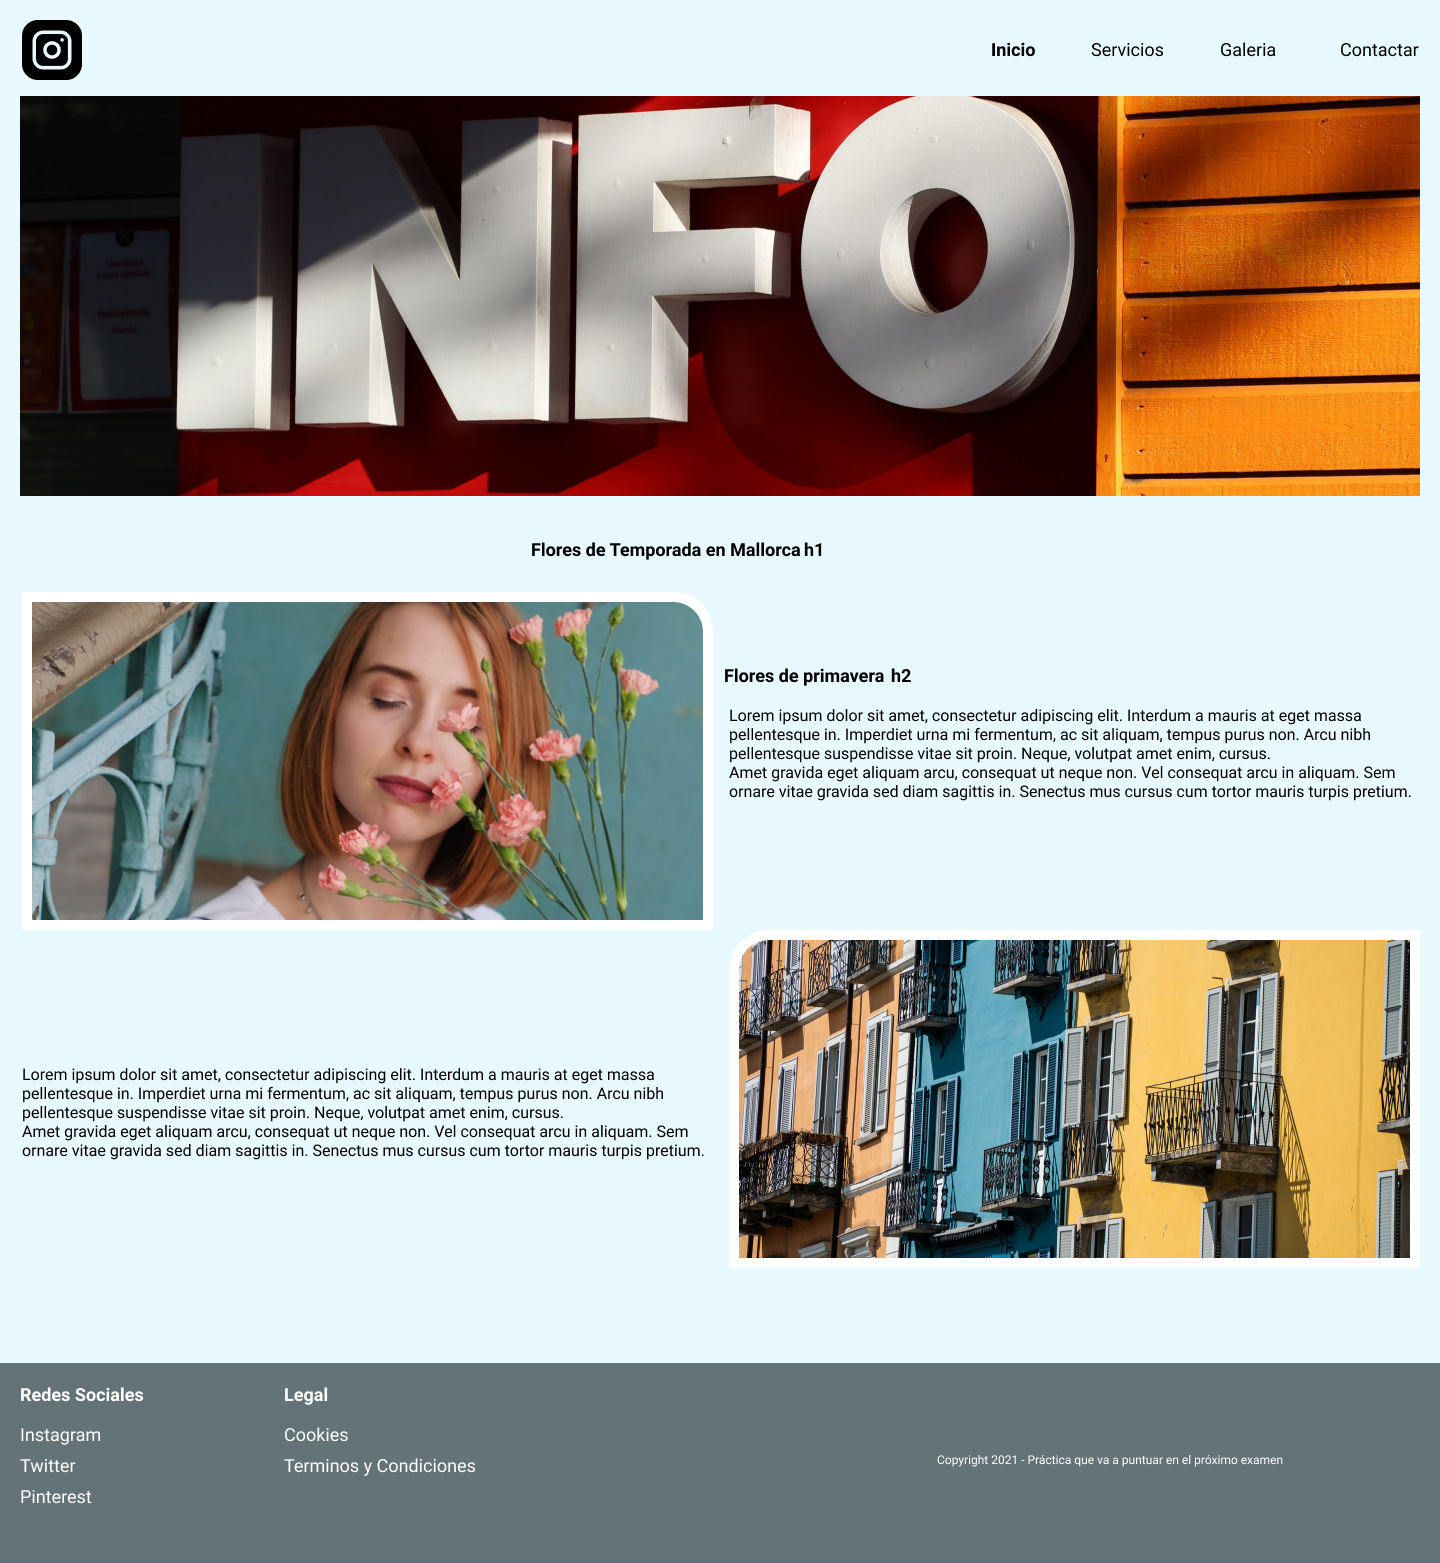 Inicio Servicios Galeria Contactar
INFO
Flores de Temporada en Mallorca h1
Flores de primavera h2
Lorem ipsum dolor sit amet, consectetur adipiscing elit. Interdum a mauris at eget massa
pellentesque in. Imperdiet urna mi fermentum, ac sit aliquam, tempus purus non. Arcu nibh
pellentesque suspendisse vitae sit proin. Neque, volutpat amet enim, cursus.
Amet gravida eget aliquam arcu, consequat ut neque non. Vel consequat arcu in aliquam. Sem
ornare vitae gravida sed diam sagittis in. Senectus mus cursus cum tortor mauris turpis pretium.
Lorem ipsum dolor sit amet, consectetur adipiscing elit. Interdum a mauris at eget massa
pellentesque in. Imperdiet urna mi fermentum, ac sit aliquam, tempus purus non. Arcu nibh
pellentesque suspendisse vitae sit proin. Neque, volutpat amet enim, cursus.
Amet gravida eget aliquam arcu, consequat ut neque non. Vel consequat arcu in aliquam. Sem
ornare vitae gravida sed diam sagittis in. Senectus mus cursus cum tortor mauris turpis pretium.
Redes Sociales
Instagram
Twitter
Pinterest
Legal
Cookies
Terminos y Condiciones
Copyright 2021 - Práctica que va a puntuar en el próximo examen